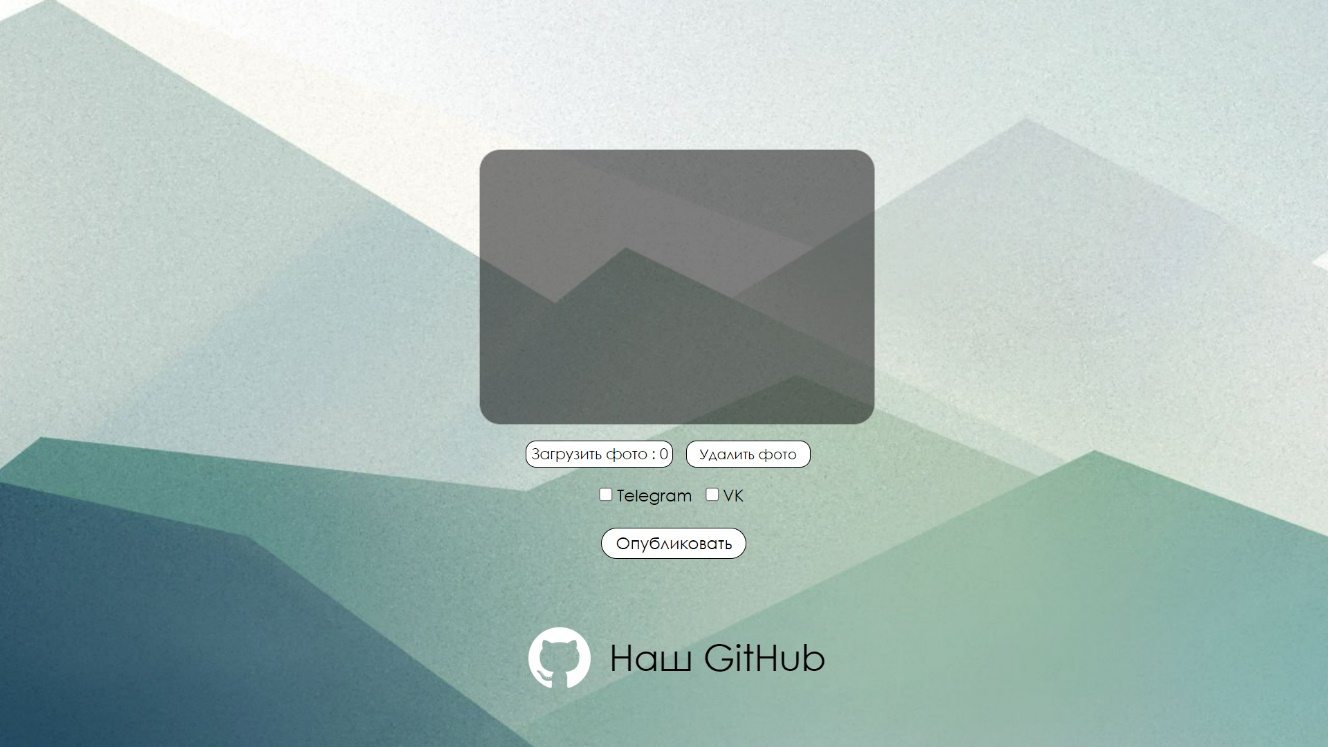 Загрузить фото : 0 Удалить фото
Telegram VK
Опубликовать
Наш GitHub